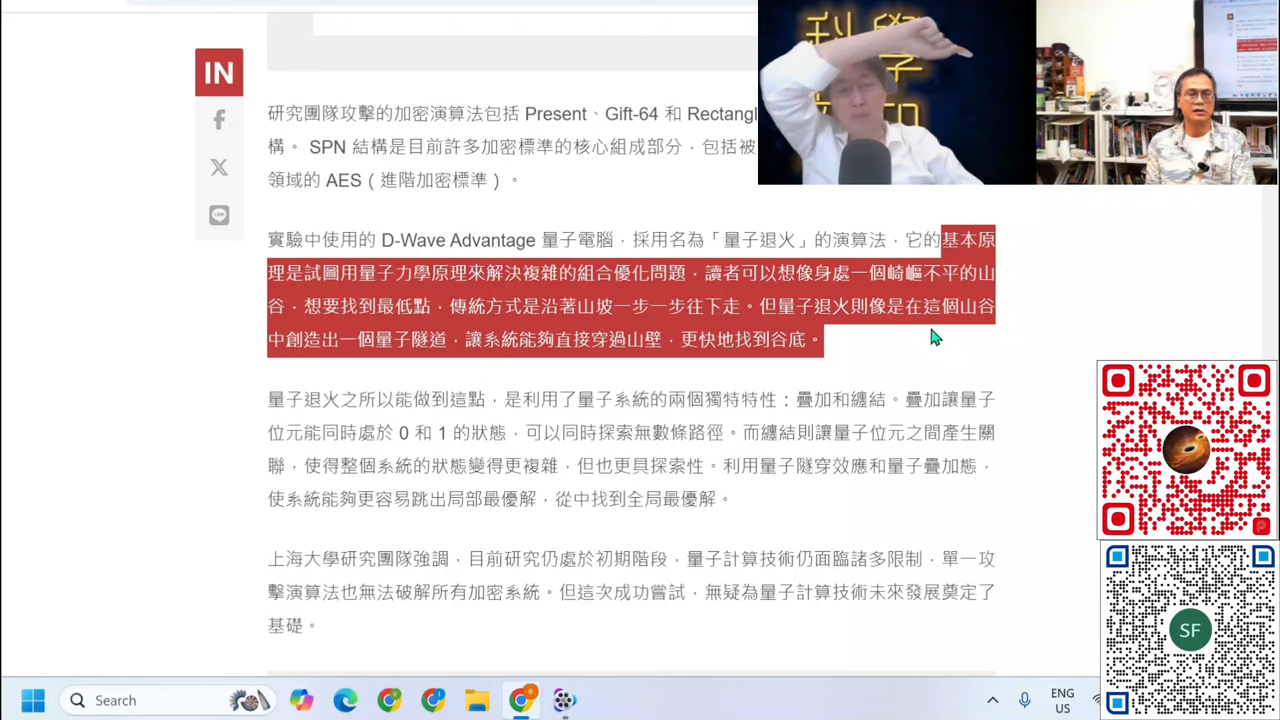 IN
科學
研究團隊攻擊的加密演算法包括 Present、Gift-64 和
構。 SPN 結構是目前許多加密標準的核心組成部分，包括被
領域的 AES（進階加密標準）。
實驗中使用的 D-Wave Advantage 量子電腦，採用名為「量子退火」的演算法，它的基本原
理是試圖用量子力學原理來解決複雜的組合優化問題，讀者可以想像身處一個崎嶇不平的山
谷，想要找到最低點，傳統方式是沿著山坡一步一步往下走。但量子退火則像是在這個山谷
中創造出一個量子隧道，讓系統能夠直接穿過山壁，更快地找到谷底。
量子退火之所以能做到這點，是利用了量子系統的兩個獨特特性：疊加和纏結。疊加讓量子
位元能同時處於 0 和 1 的狀態，可以同時探索無數條路徑。而纏結則讓量子位元之間產生關
聯，使得整個系統的狀態變得更複雜，但也更具探索性。利用量子隧穿效應和量子疊加態，
使系統能夠更容易跳出局部最優解，從中找到全局最優解。
上海大學研究團隊強調，目前研究仍處於初期階段，量子計算技術仍面臨諸多限制，單一攻
擊演算法也無法破解所有加密系統。但這次成功嘗試，無疑為量子計算技術未來發展奠定了
基礎。
SF
Search
ENG
US